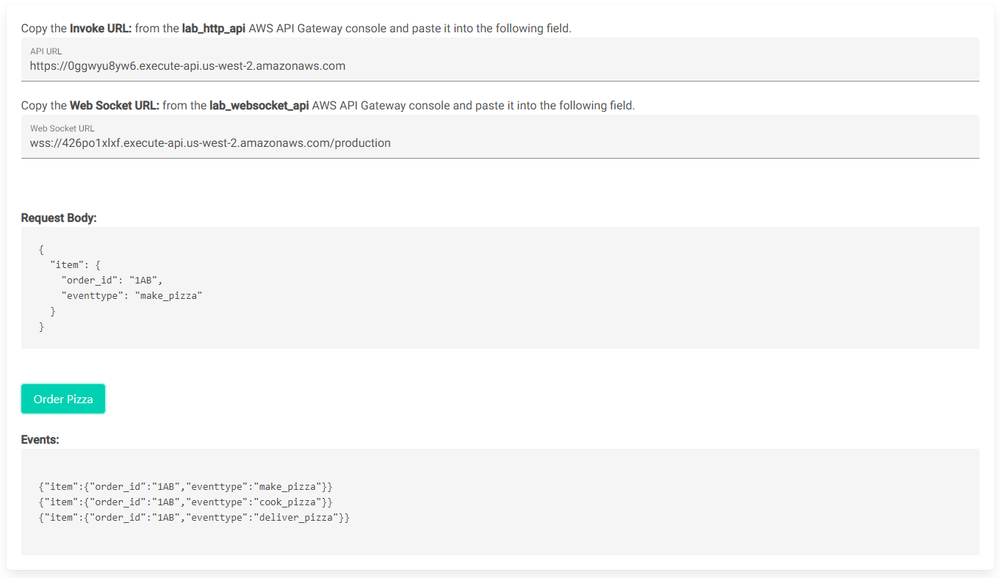 Copy the Invoke URL: from the lab_http_api AWS API Gateway console and paste it into the following field.
API URL
https://0ggwyu8yw6.execute-api.us-west-2.amazonaws.com
Copy the Web Socket URL: from the lab_websocket_api AWS API Gateway console and paste it into the following field.
Web Socket URL
wss://426po1xlxf.execute-api.us-west-2.amazonaws.com/production
Request Body:
{
  "item": {
    "order_id": "1AB",
    "eventtype": "make_pizza"
  }
}
Order Pizza
Events:
{"item":{"order_id":"1AB","eventtype":"make_pizza"}}
{"item":{"order_id":"1AB","eventtype":"cook_pizza"}}
{"item":{"order_id":"1AB","eventtype":"deliver_pizza"}}